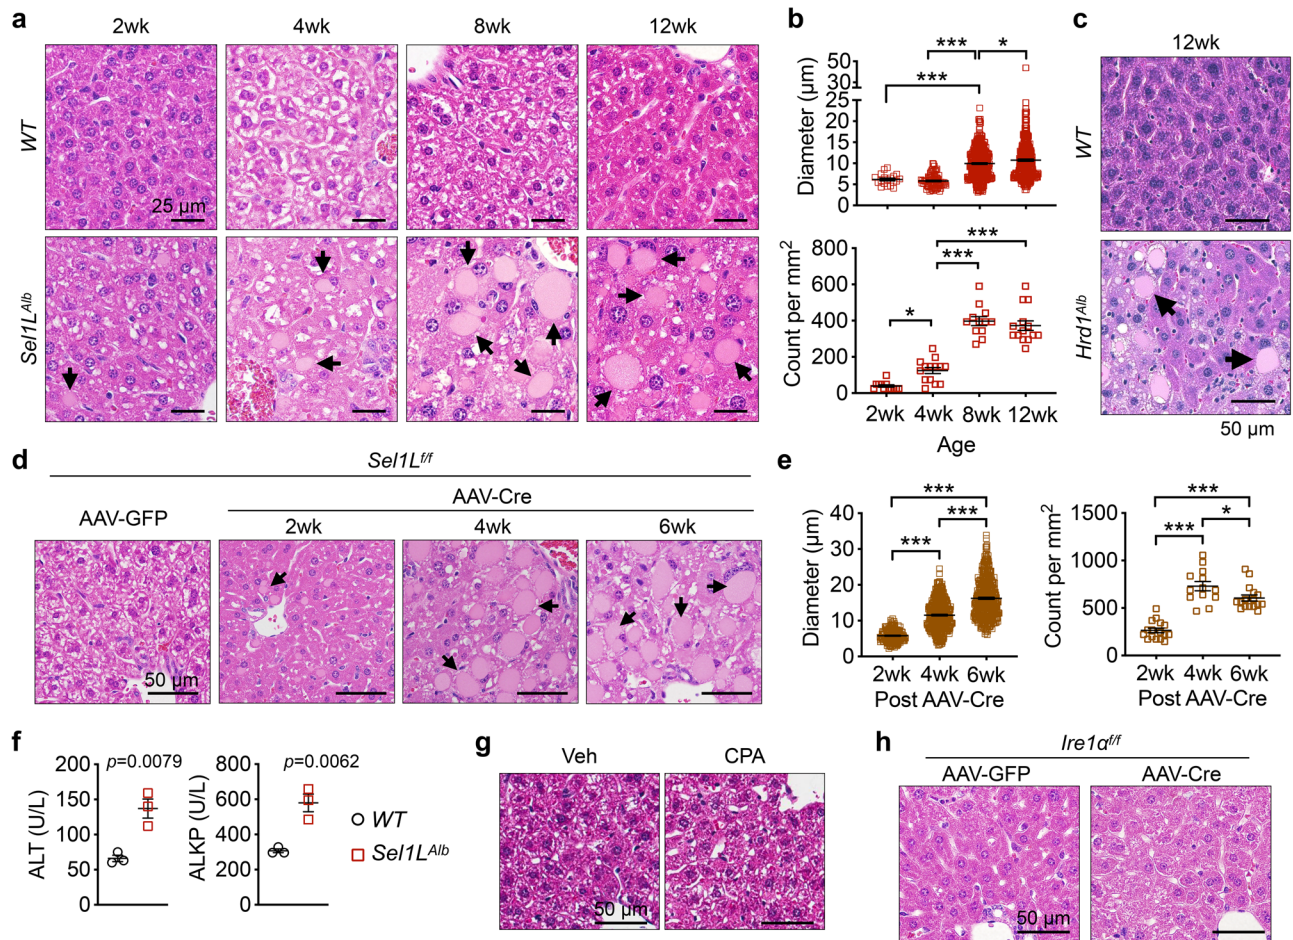 a
2wk 4wk 8wk 12wk
WT
25 µm
Sel1L^Alb
b
*** *
***
Diameter (µm)
50
30
25
20
15
10
5
0
***
***
*
Count per mm²
800
600
400
200
0
2wk 4wk 8wk 12wk
Age
c
12wk
WT
Hrd1^Alb
50 µm
d
Sel1L^f/f
AAV-GFP
AAV-Cre
2wk 4wk 6wk
50 µm
e
***
***
***
Diameter (µm)
40
30
20
10
0
2wk 4wk 6wk
Post AAV-Cre
***
*** *
Count per mm²
1500
1000
500
0
2wk 4wk 6wk
Post AAV-Cre
f
p=0.0079
ALT (U/L)
200
150
100
50
0
p=0.0062
ALKP (U/L)
800
600
400
200
0
WT
Sel1L^Alb
g
Veh CPA
50 µm
h
Ire1α^f/f
AAV-GFP AAV-Cre
50 µm